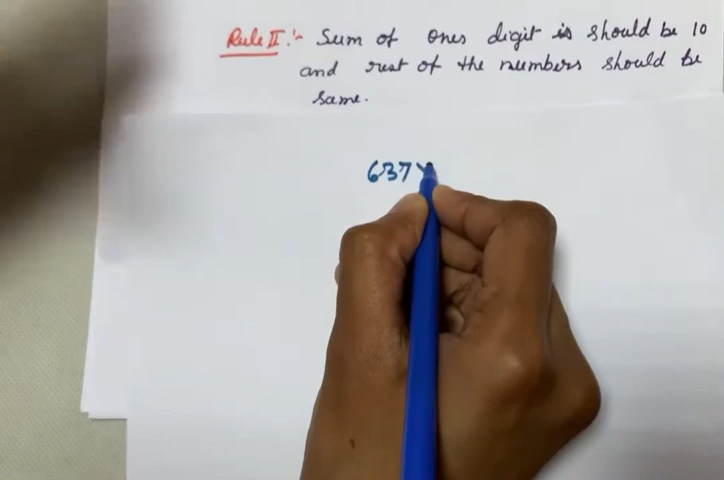 Rule II :- Sum of ones digit is should be 10
and rest of the numbers should be
same.
637